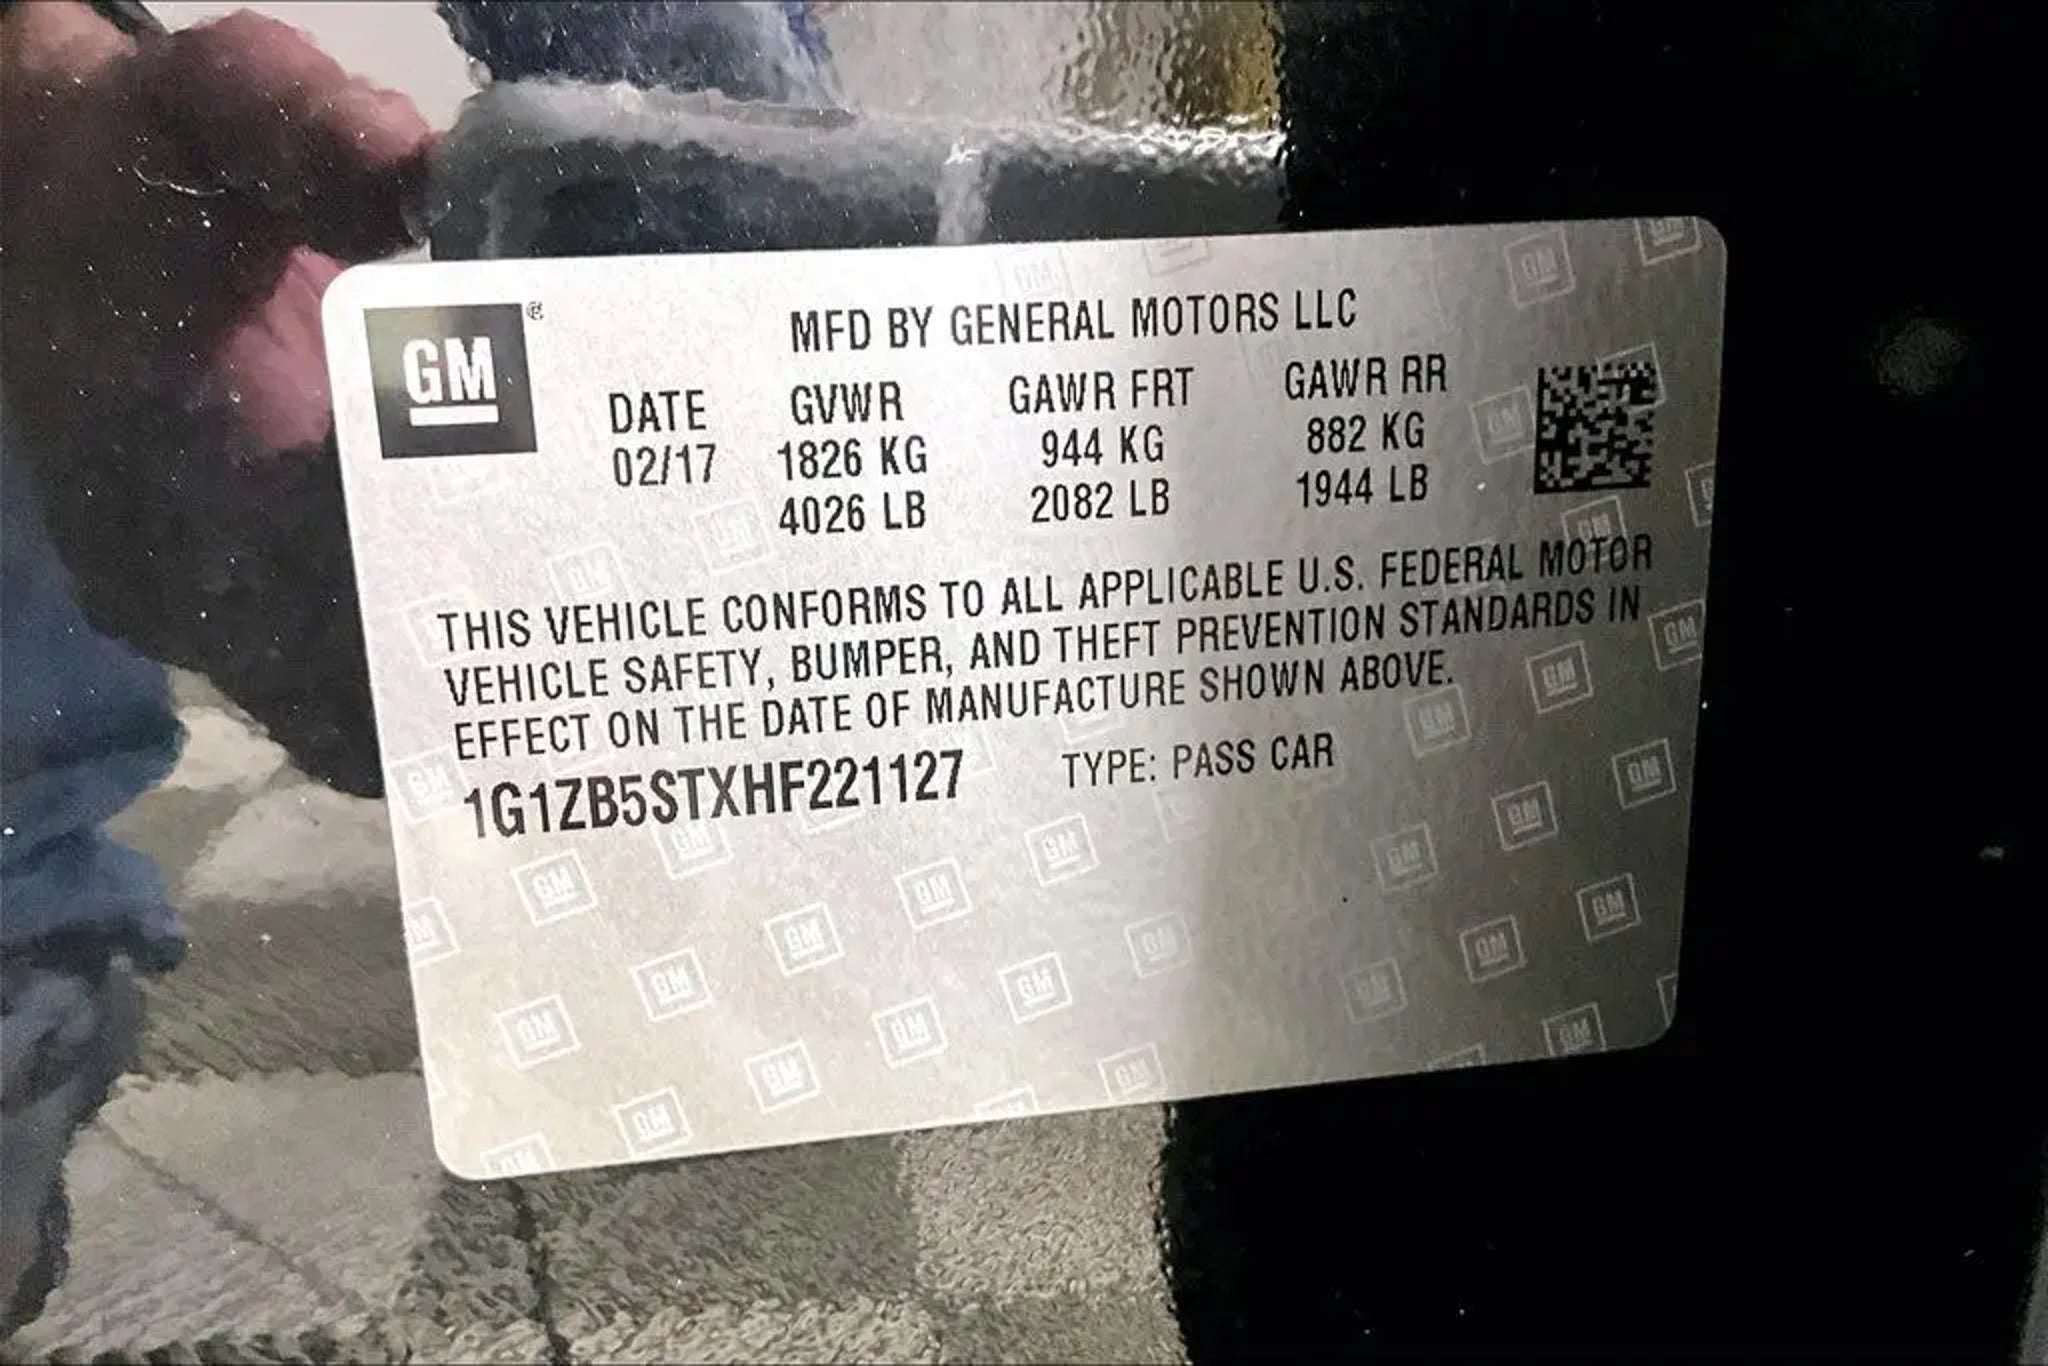 GM ®
MFD BY GENERAL MOTORS LLC
DATE GVWR GAWR FRT GAWR RR
02/17 1826 KG 944 KG 882 KG
4026 LB 2082 LB 1944 LB
THIS VEHICLE CONFORMS TO ALL APPLICABLE U.S. FEDERAL MOTOR
VEHICLE SAFETY, BUMPER, AND THEFT PREVENTION STANDARDS IN
EFFECT ON THE DATE OF MANUFACTURE SHOWN ABOVE.
1G1ZB5STXHF221127 TYPE: PASS CAR